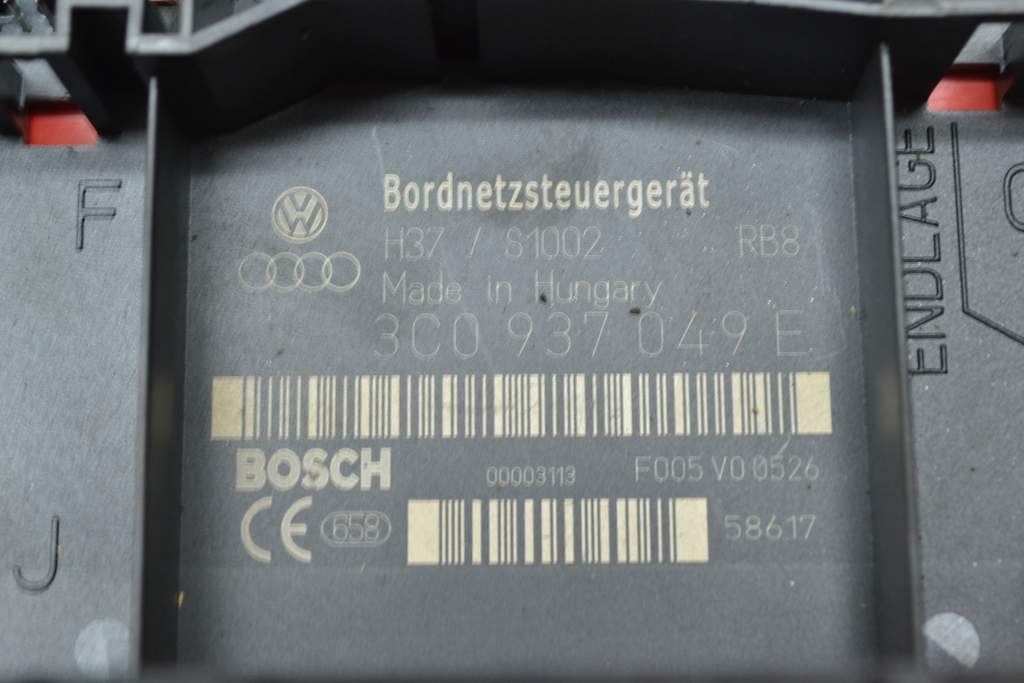 F
Bordnetzsteuergerät
H37 / S1002 RB8
Made in Hungary
3C0 937 049 E
BOSCH
00003113 F005 V0 0526
CE 658
58617
J
ENDLAGE
VW